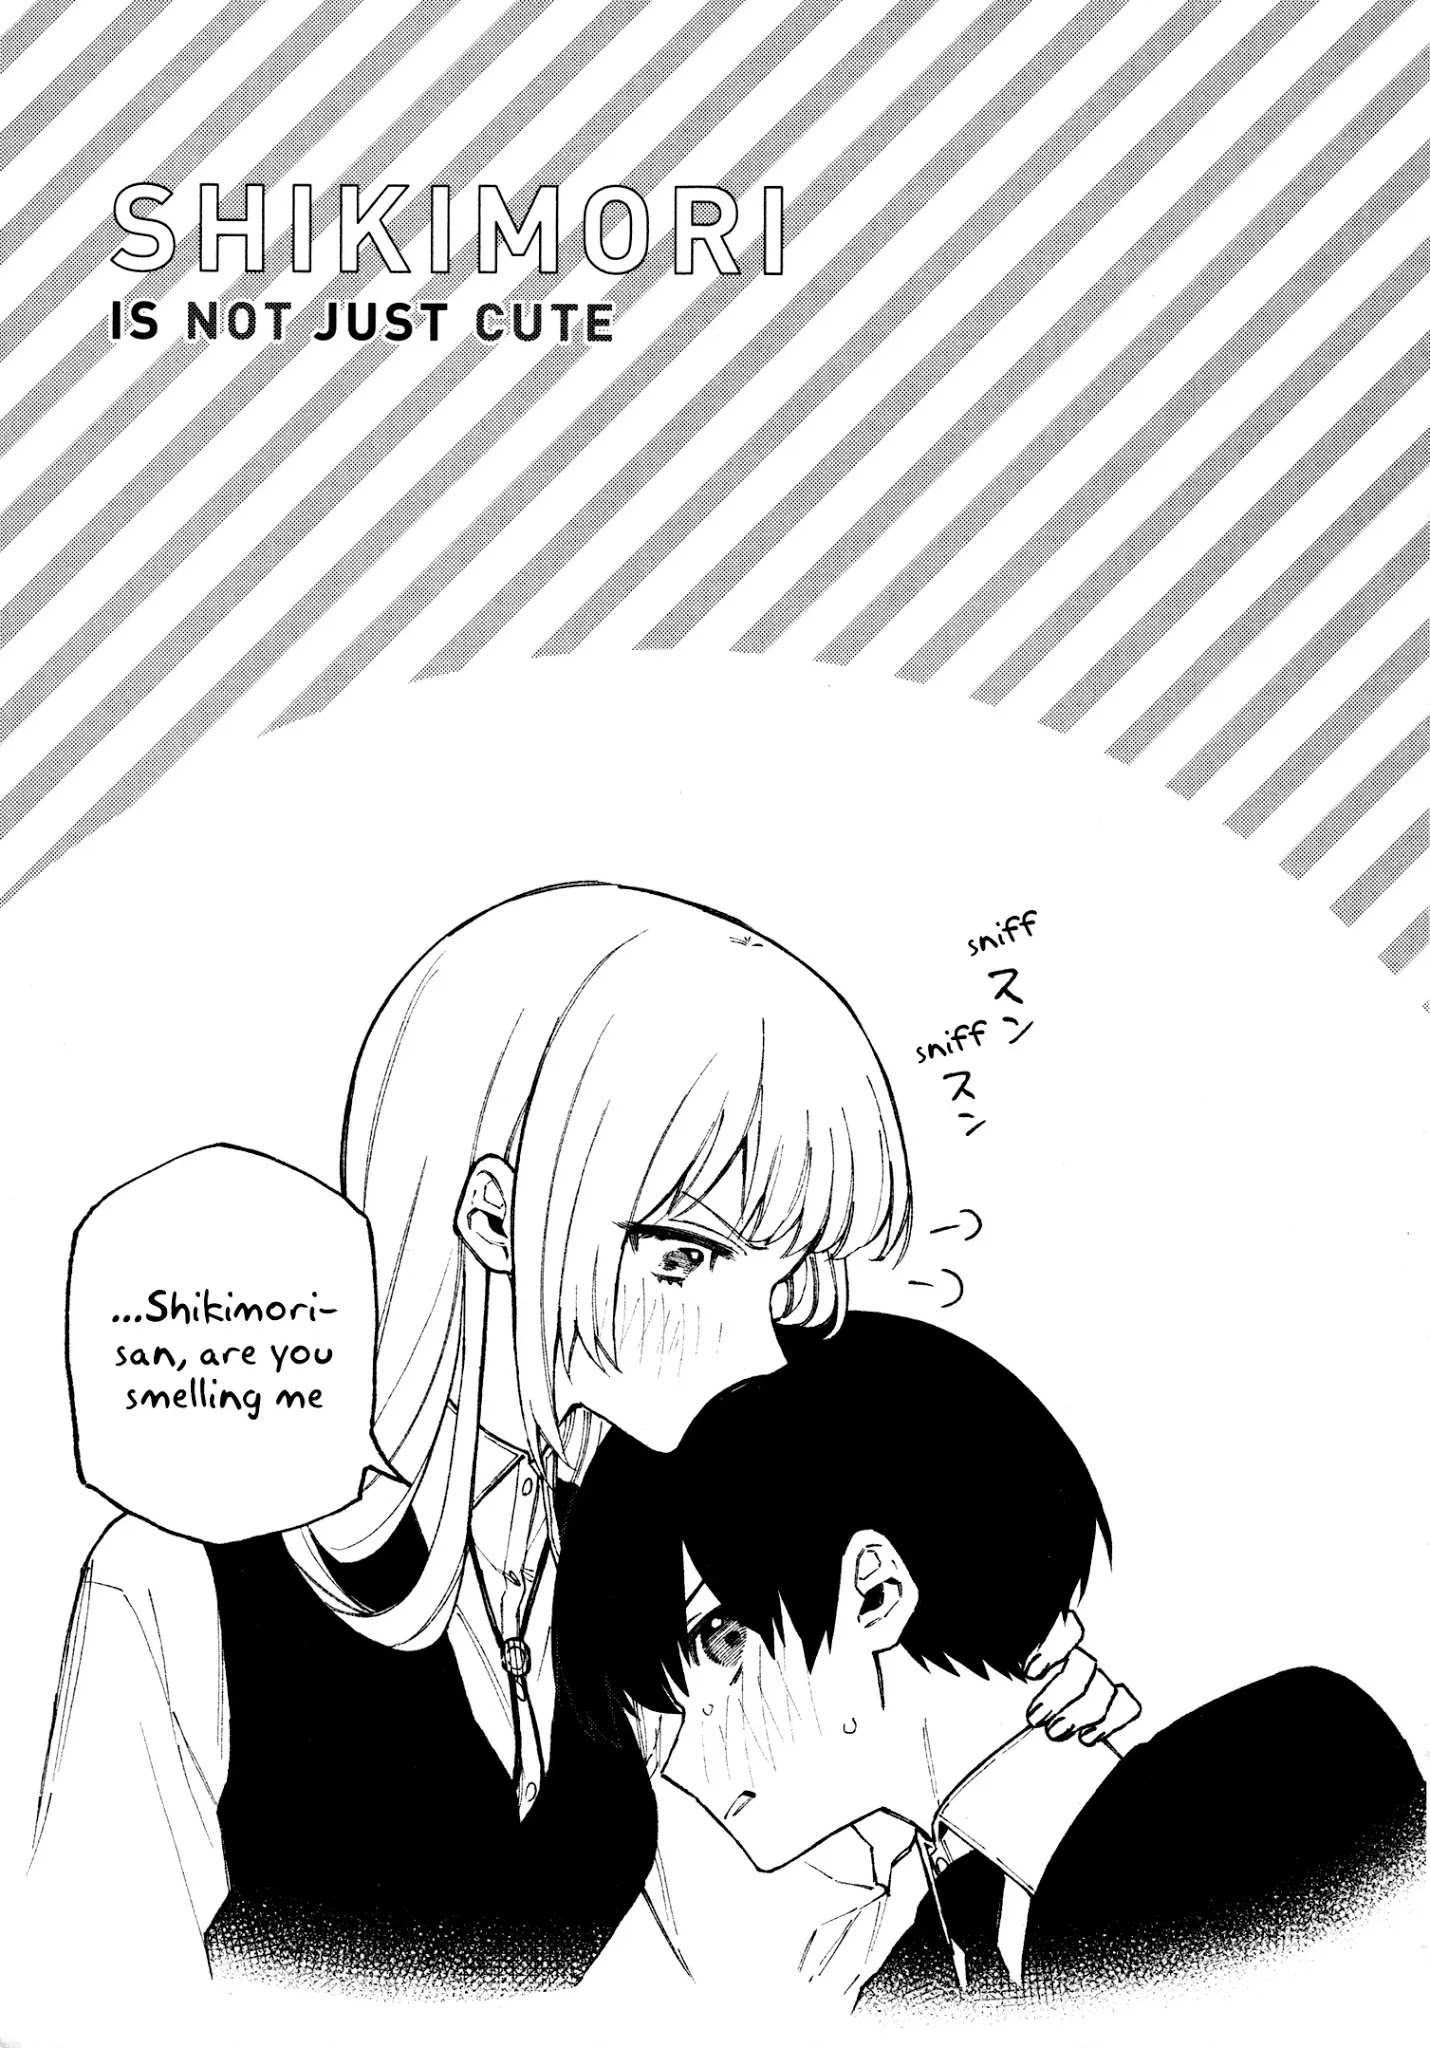 SHIKIMORI
IS NOT JUST CUTE
sniff
スン
sniff
スン
...Shikimori-
san, are you
smelling me